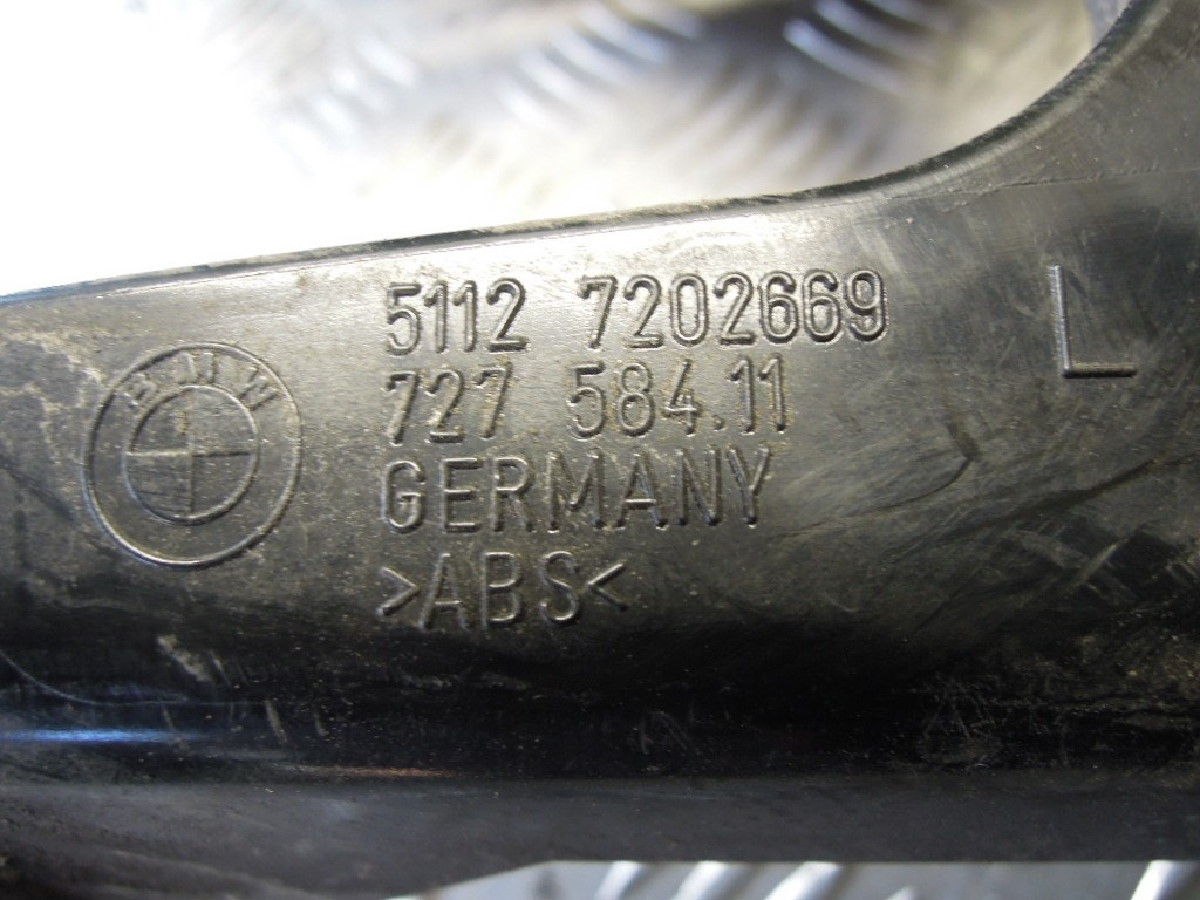 BMW
5112 7202669
L
727 584.11
GERMANY
>ABS<